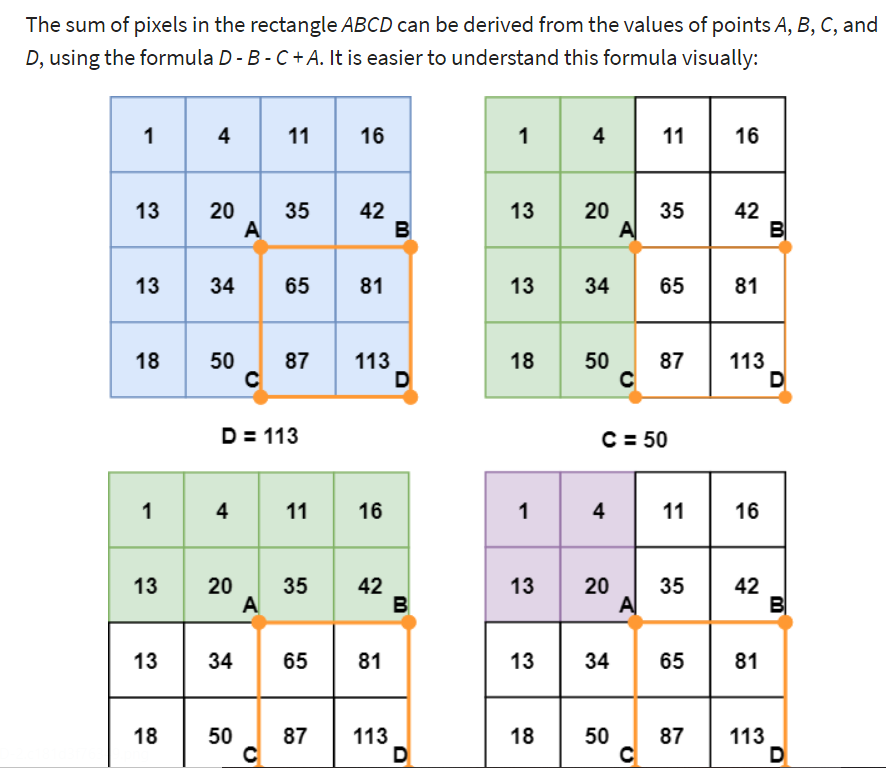 The sum of pixels in the rectangle ABCD can be derived from the values of points A, B, C, and
D, using the formula D - B - C + A. It is easier to understand this formula visually:
1 4 11 16 1 4 11 16
13 20 35 42 13 20 35 42
A B A B
13 34 65 81 13 34 65 81
18 50 87 113 18 50 87 113
C D C D
D = 113 C = 50
1 4 11 16 1 4 11 16
13 20 35 42 13 20 35 42
A B A B
13 34 65 81 13 34 65 81
18 50 87 113 18 50 87 113
C D C D